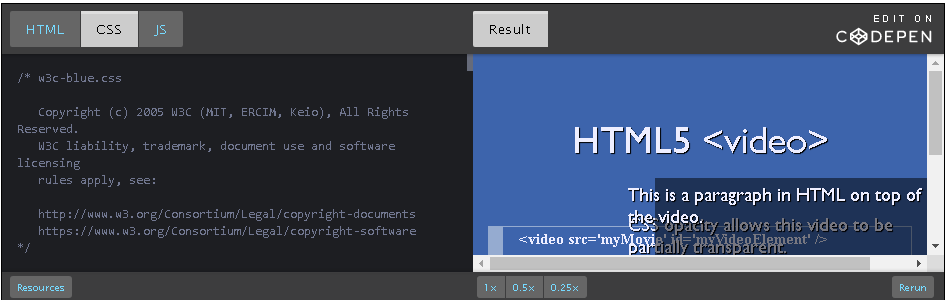 HTML
CSS
JS
Result
EDIT ON
CODEPEN
/* w3c-blue.css
Copyright (c) 2005 W3C (MIT, ERCIM, Keio), All Rights
Reserved.
W3C liability, trademark, document use and software
licensing
rules apply, see:
http://www.w3.org/Consortium/Legal/copyright-documents
https://www.w3.org/Consortium/Legal/copyright-software
*/
HTML5 <video>
This is a paragraph in HTML on top of
the video.
CSS opacity allows this video to be
partially transparent.
<video src='myMovie' id='myVideoElement' />
Resources
1×
0.5×
0.25×
Rerun